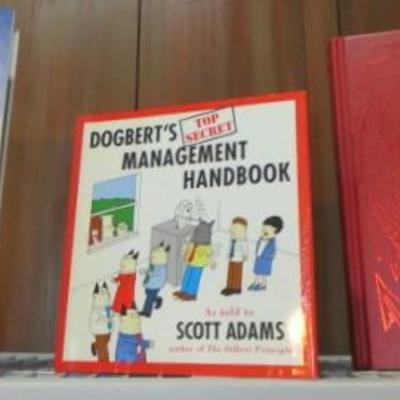 DOGBERT'S
TOP
SECRET
MANAGEMENT
HANDBOOK
As told to
SCOTT ADAMS
author of The Dilbert Principle